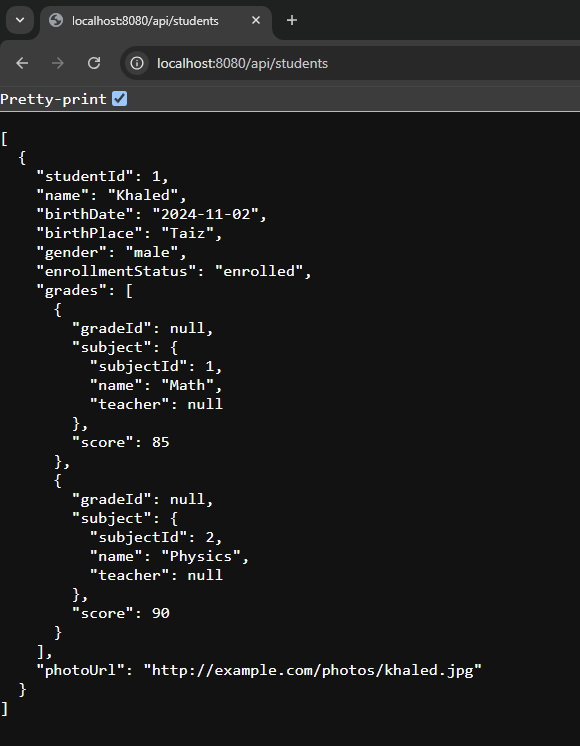 localhost:8080/api/students
localhost:8080/api/students
Pretty-print
[
  {
    "studentId": 1,
    "name": "Khaled",
    "birthDate": "2024-11-02",
    "birthPlace": "Taiz",
    "gender": "male",
    "enrollmentStatus": "enrolled",
    "grades": [
      {
        "gradeId": null,
        "subject": {
          "subjectId": 1,
          "name": "Math",
          "teacher": null
        },
        "score": 85
      },
      {
        "gradeId": null,
        "subject": {
          "subjectId": 2,
          "name": "Physics",
          "teacher": null
        },
        "score": 90
      }
    ],
    "photoUrl": "http://example.com/photos/khaled.jpg"
  }
]